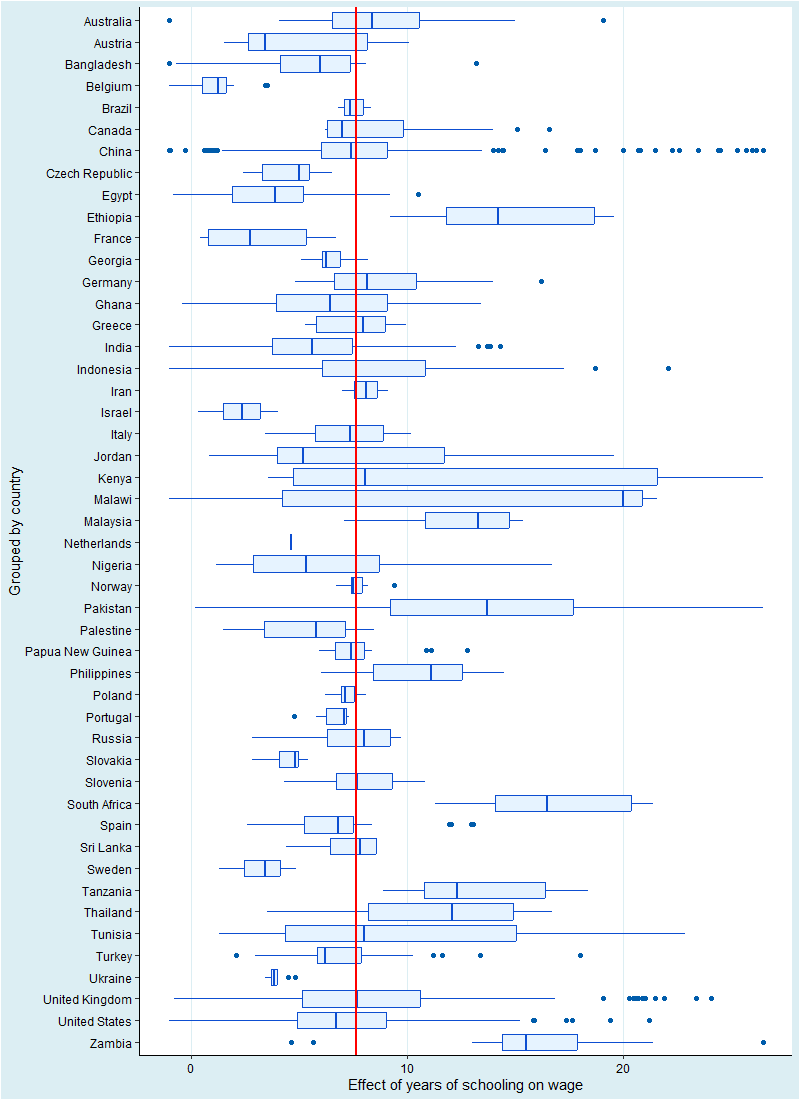 Australia
Austria
Bangladesh
Belgium
Brazil
Canada
China
Czech Republic
Egypt
Ethiopia
France
Georgia
Germany
Ghana
Greece
India
Indonesia
Iran
Israel
Italy
Jordan
Kenya
Malawi
Malaysia
Netherlands
Nigeria
Norway
Pakistan
Palestine
Papua New Guinea
Philippines
Poland
Portugal
Russia
Slovakia
Slovenia
South Africa
Spain
Sri Lanka
Sweden
Tanzania
Thailand
Tunisia
Turkey
Ukraine
United Kingdom
United States
Zambia
Grouped by country
0 10 20
Effect of years of schooling on wage